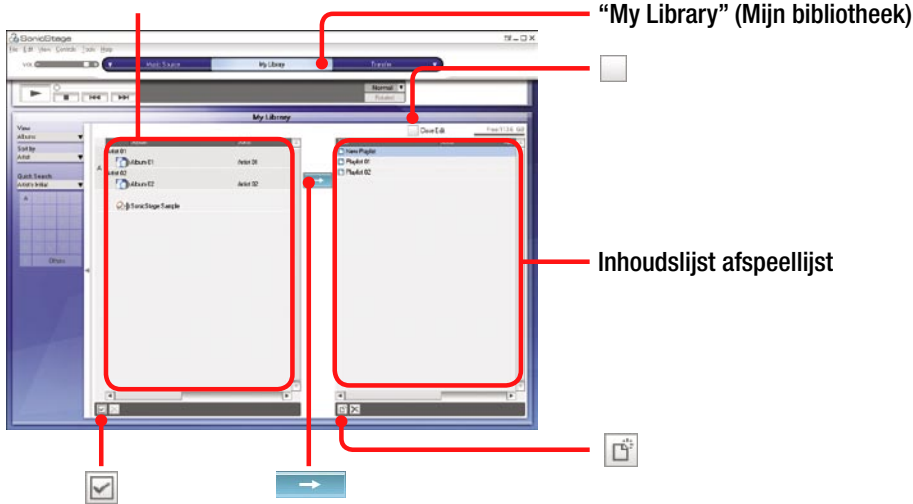 “My Library” (Mijn bibliotheek)
SonicStage
File Edit View Controls Tools Help
VOL
Music Source
My Library
Transfer
Normal
My Library
View
Albums
Sort by
Artist
Quick Search
Artist's Initial
A
Others
Close Edit
Artist 01
Album 01 Artist 01
A
Artist 02
Album 02 Artist 02
SonicStage Sample
New Playlist
Playlist 01
Playlist 02
Inhoudslijst afspeellijst